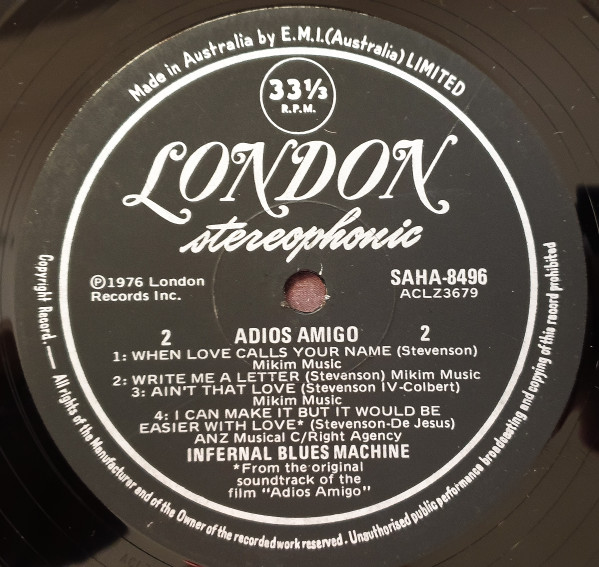 Made in Australia by E.M.I.(Australia) LIMITED
33⅓
R.P.M.
LONDON
stereophonic
℗1976 London
Records Inc.
SAHA-8496
ACLZ3679
2 ADIOS AMIGO 2
1: WHEN LOVE CALLS YOUR NAME (Stevenson)
Mikim Music
2: WRITE ME A LETTER (Stevenson) Mikim Music
3: AIN'T THAT LOVE (Stevenson IV-Colbert)
Mikim Music
4: I CAN MAKE IT BUT IT WOULD BE
EASIER WITH LOVE* (Stevenson-De Jesus)
ANZ Musical C/Right Agency
INFERNAL BLUES MACHINE
*From the original
soundtrack of the
film "Adios Amigo"
Copyright Record. — All rights of the Manufacturer and of the Owner of the recorded work reserved. Unauthorised public performance broadcasting and copying of this record prohibited